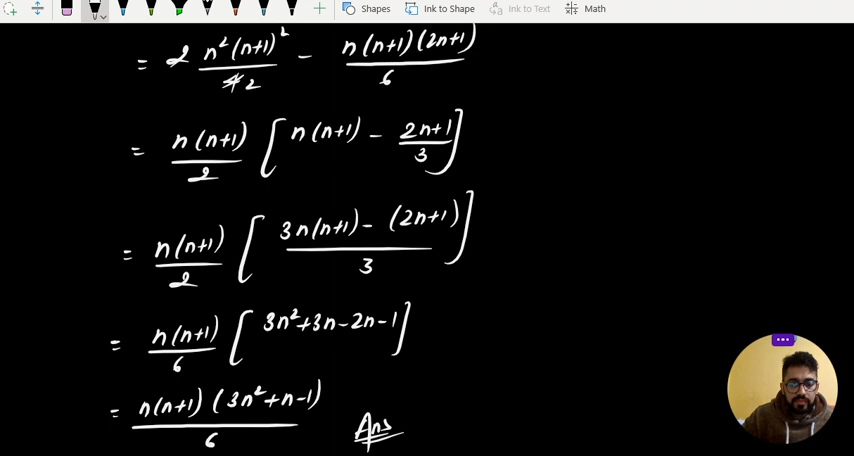 Shapes Ink to Shape Ink to Text Math
= 2 n²(n+1)²/42 - n(n+1)(2n+1)/6
= n(n+1)/2 [n(n+1) - 2n+1/3]
= n(n+1)/2 [3n(n+1) - (2n+1)/3]
= n(n+1)/6 [3n²+3n-2n-1]
= n(n+1)(3n²+n-1)/6
Ans